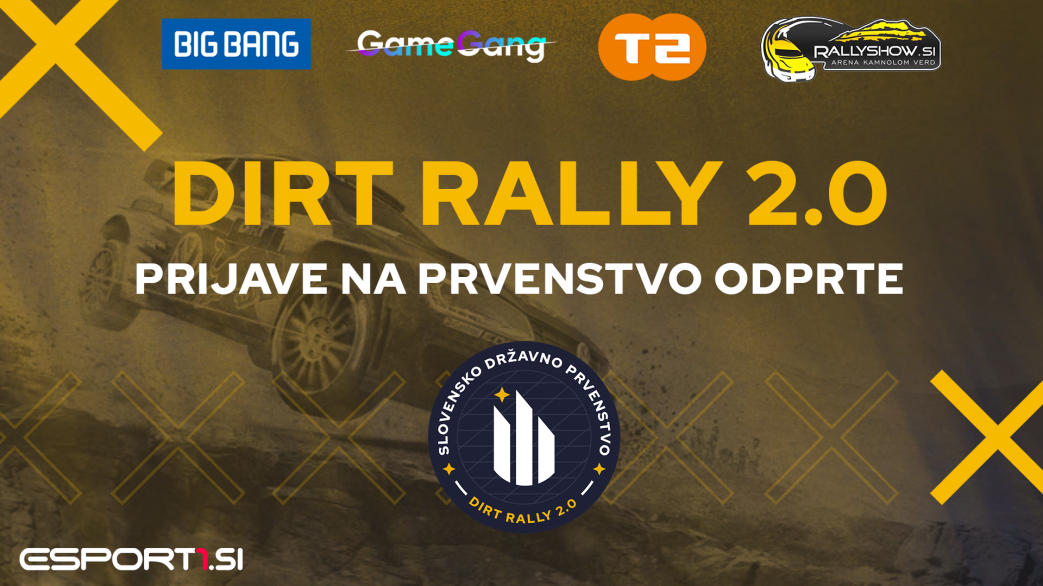 BIG BANG
GameGang
T2
RALLYSHOW.SI
ARENA KAMNOLOM VERD
DIRT RALLY 2.0
PRIJAVE NA PRVENSTVO ODPRTE
SLOVENSKO DRŽAVNO PRVENSTVO
DIRT RALLY 2.0
ESPORT1.SI